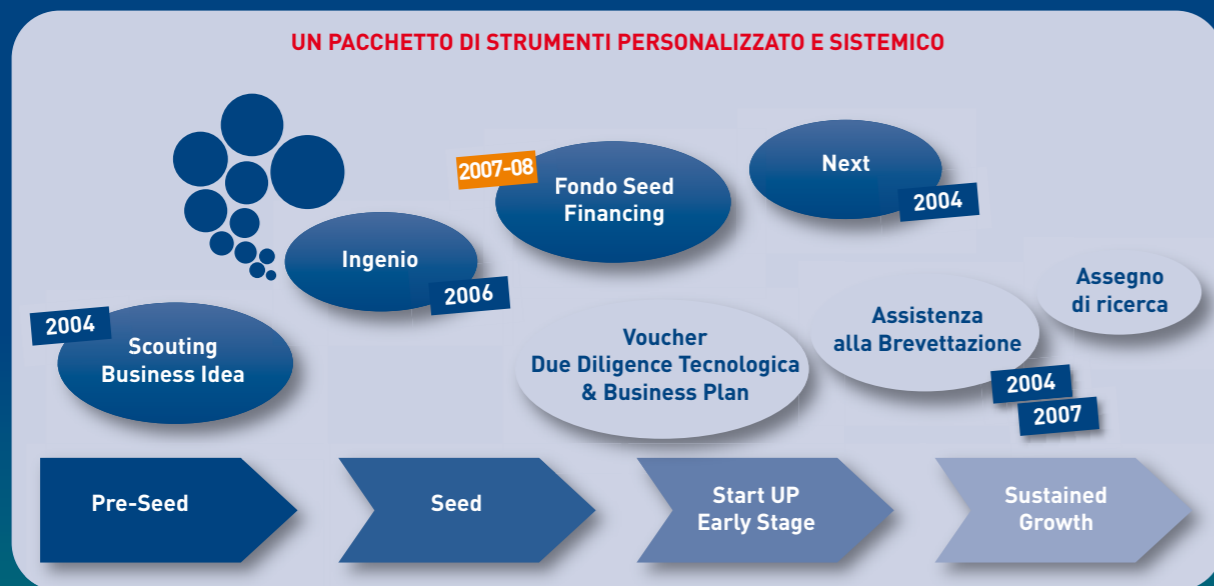 UN PACCHETTO DI STRUMENTI PERSONALIZZATO E SISTEMICO
2004
Scouting
Business Idea
Ingenio
2006
2007-08
Fondo Seed
Financing
Next
2004
Voucher
Due Diligence Tecnologica
& Business Plan
Assistenza
alla Brevettazione
2004
2007
Assegno
di ricerca
Pre-Seed
Seed
Start UP
Early Stage
Sustained
Growth